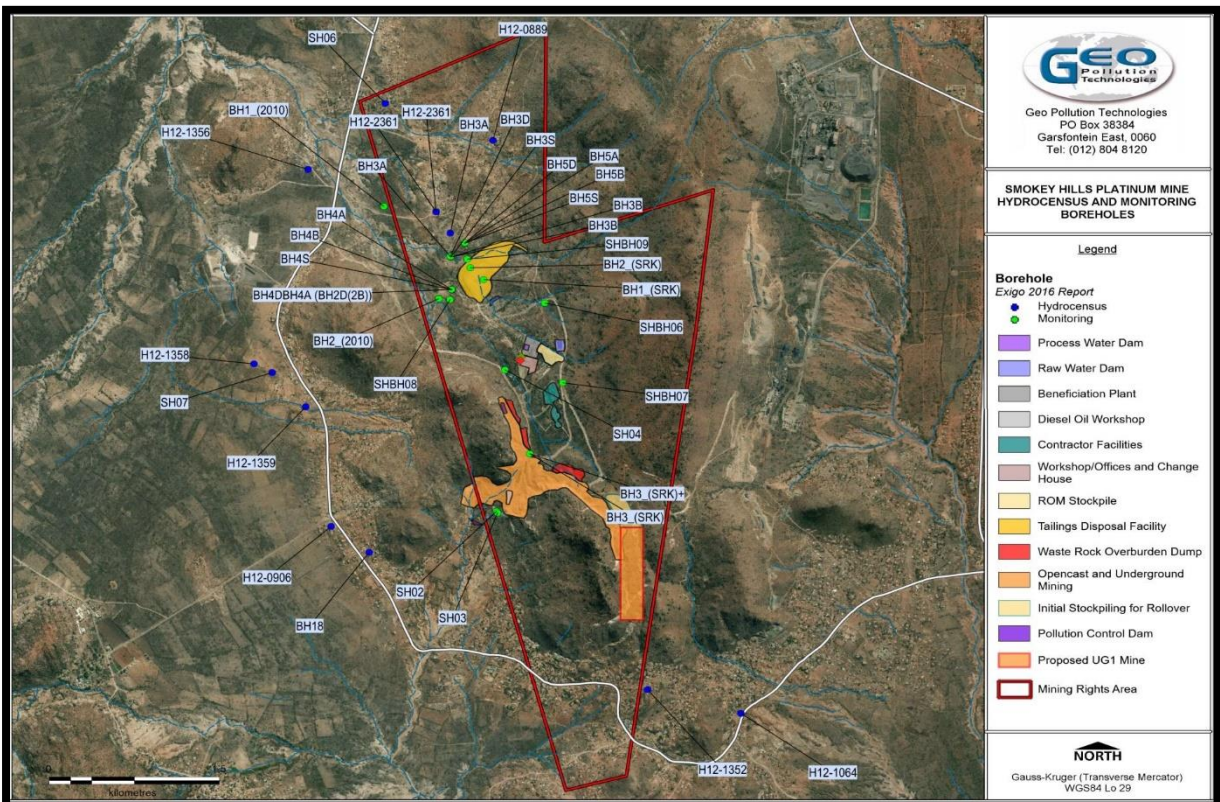 SH06
H12-0889
BH1_(2010)
H12-2361
H12-2361
BH3A
BH3D
BH3S
H12-1356
BH3A
BH5D
BH5A
BH5B
BH5S
BH4A
BH3B
BH4B
BH3B
BH4S
SHBH09
BH2_(SRK)
BH4DBH4A (BH2D(2B))
BH1_(SRK)
SHBH06
BH2_(2010)
H12-1358
SHBH08
SHBH07
SH07
SH04
H12-1359
BH3_(SRK)+
BH3_(SRK)
H12-0906
SH02
SH03
BH18
H12-1352
H12-1064
0
kilometres
GEO
Pollution
Technologies
Geo Pollution Technologies
PO Box 38384
Garsfontein East, 0060
Tel: (012) 804 8120
SMOKEY HILLS PLATINUM MINE
HYDROCENSUS AND MONITORING
BOREHOLES
Legend
Borehole
Exigo 2016 Report
Hydrocensus
Monitoring
Process Water Dam
Raw Water Dam
Beneficiation Plant
Diesel Oil Workshop
Contractor Facilities
Workshop/Offices and Change
House
ROM Stockpile
Tailings Disposal Facility
Waste Rock Overburden Dump
Opencast and Underground
Mining
Initial Stockpiling for Rollover
Pollution Control Dam
Proposed UG1 Mine
Mining Rights Area
NORTH
Gauss-Kruger (Transverse Mercator)
WGS84 Lo 29